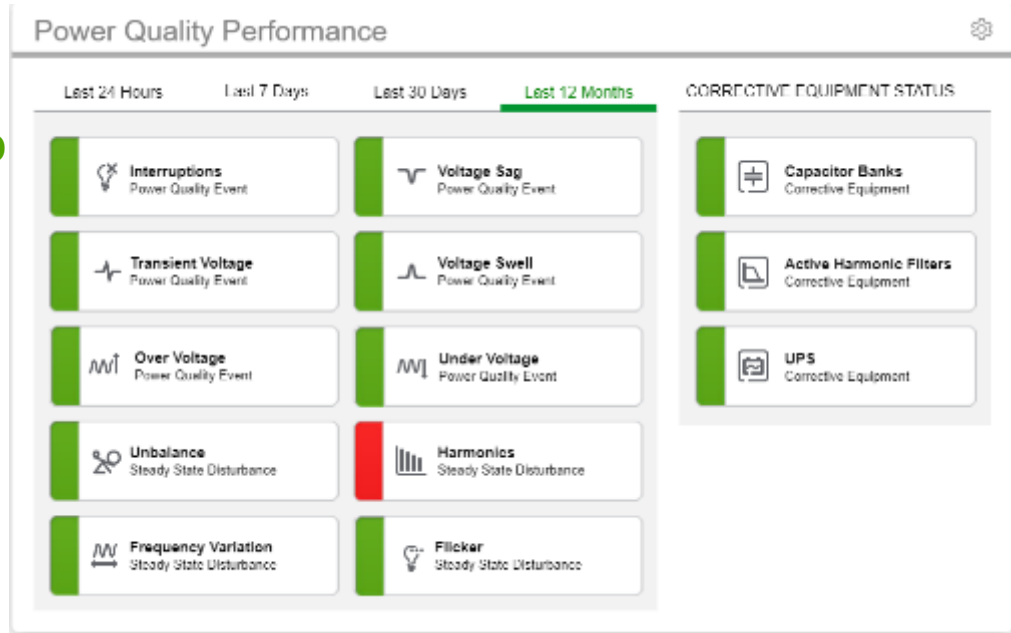 Power Quality Performance
Last 24 Hours
Last 7 Days
Last 30 Days
Last 12 Months
CORRECTIVE EQUIPMENT STATUS
Interruptions
Power Quality Event
Voltage Sag
Power Quality Event
Capacitor Banks
Corrective Equipment
Transient Voltage
Power Quality Event
Voltage Swell
Power Quality Event
Active Harmonic Filters
Corrective Equipment
Over Voltage
Power Quality Event
Under Voltage
Power Quality Event
UPS
Corrective Equipment
Unbalance
Steady State Disturbance
Harmonics
Steady State Disturbance
Frequency Variation
Steady State Disturbance
Flicker
Steady State Disturbance